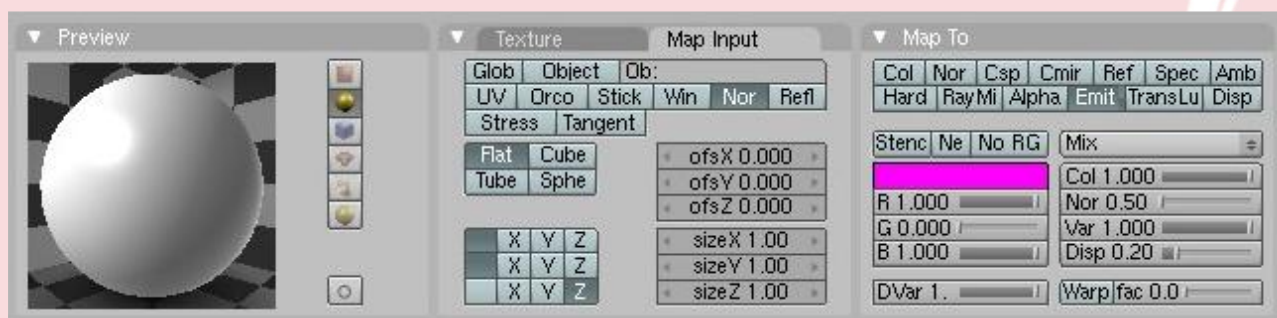 Preview
Texture Map Input
Glob Object Ob:
UV Orco Stick Win Nor Refl
Stress Tangent
Flat Cube
Tube Sphe
ofsX 0.000
ofsY 0.000
ofsZ 0.000
X Y Z
X Y Z
X Y Z
sizeX 1.00
sizeY 1.00
sizeZ 1.00
Map To
Col Nor Csp Cmir Ref Spec Amb
Hard RayMi Alpha Emit TransLu Disp
Stenc Ne No RG
R 1.000
G 0.000
B 1.000
DVar 1.
Mix
Col 1.000
Nor 0.50
Var 1.000
Disp 0.20
Warp fac 0.0